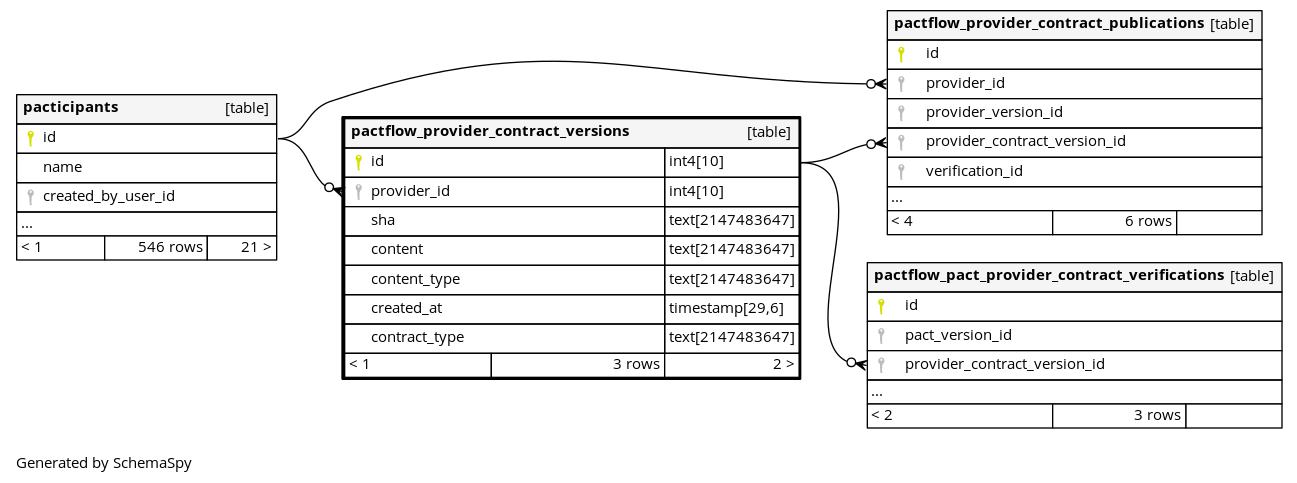 pacticipants [table]
id
name
created_by_user_id
...
< 1 546 rows 21 >
pactflow_provider_contract_versions [table]
id int4[10]
provider_id int4[10]
sha text[2147483647]
content text[2147483647]
content_type text[2147483647]
created_at timestamp[29,6]
contract_type text[2147483647]
< 1 3 rows 2 >
pactflow_provider_contract_publications [table]
id
provider_id
provider_version_id
provider_contract_version_id
verification_id
...
< 4 6 rows
pactflow_pact_provider_contract_verifications [table]
id
pact_version_id
provider_contract_version_id
...
< 2 3 rows
Generated by SchemaSpy